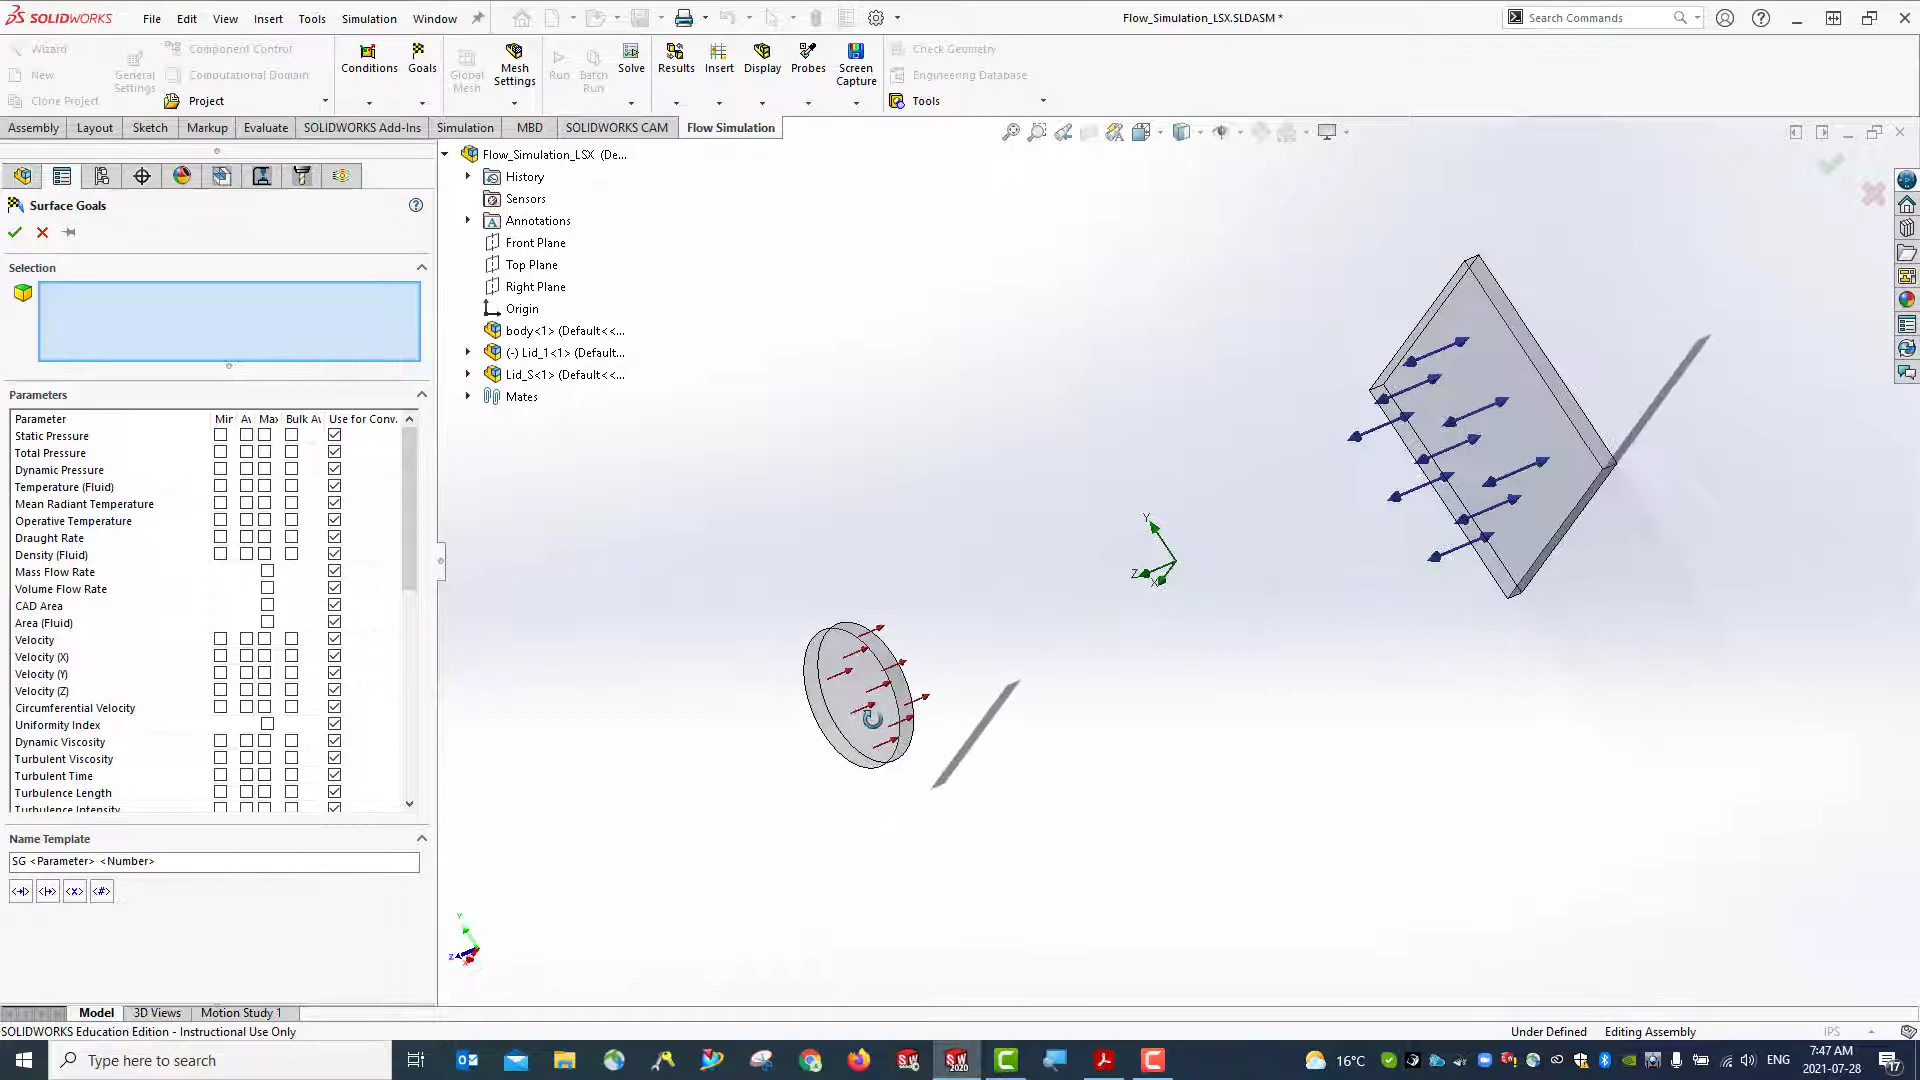 SOLIDWORKS File Edit View Insert Tools Simulation Window
Flow_Simulation_LSX.SLDASM *
Search Commands
Wizard
New
Clone Project
General Settings
Component Control
Computational Domain
Project
Conditions
Goals
Global Mesh
Mesh Settings
Run
Batch Run
Solve
Results
Insert
Display
Probes
Screen Capture
Check Geometry
Engineering Database
Tools
Assembly Layout Sketch Markup Evaluate SOLIDWORKS Add-Ins Simulation MBD SOLIDWORKS CAM Flow Simulation
Surface Goals
Selection
Parameters
Parameter Min Av Max Bulk Av Use for Conv.
Static Pressure
Total Pressure
Dynamic Pressure
Temperature (Fluid)
Mean Radiant Temperature
Operative Temperature
Draught Rate
Density (Fluid)
Mass Flow Rate
Volume Flow Rate
CAD Area
Area (Fluid)
Velocity
Velocity (X)
Velocity (Y)
Velocity (Z)
Circumferential Velocity
Uniformity Index
Dynamic Viscosity
Turbulent Viscosity
Turbulent Time
Turbulence Length
Turbulence Intensity
Name Template
SG <Parameter> <Number>
Flow_Simulation_LSX (De...
History
Sensors
Annotations
Front Plane
Top Plane
Right Plane
Origin
body<1> (Default<<...
(-) Lid_1<1> (Default...
Lid_S<1> (Default<<...
Mates
Y
Z
X
Y
Z
Model 3D Views Motion Study 1
SOLIDWORKS Education Edition - Instructional Use Only
Under Defined Editing Assembly IPS
Type here to search
16°C ENG
7:47 AM
2021-07-28
17